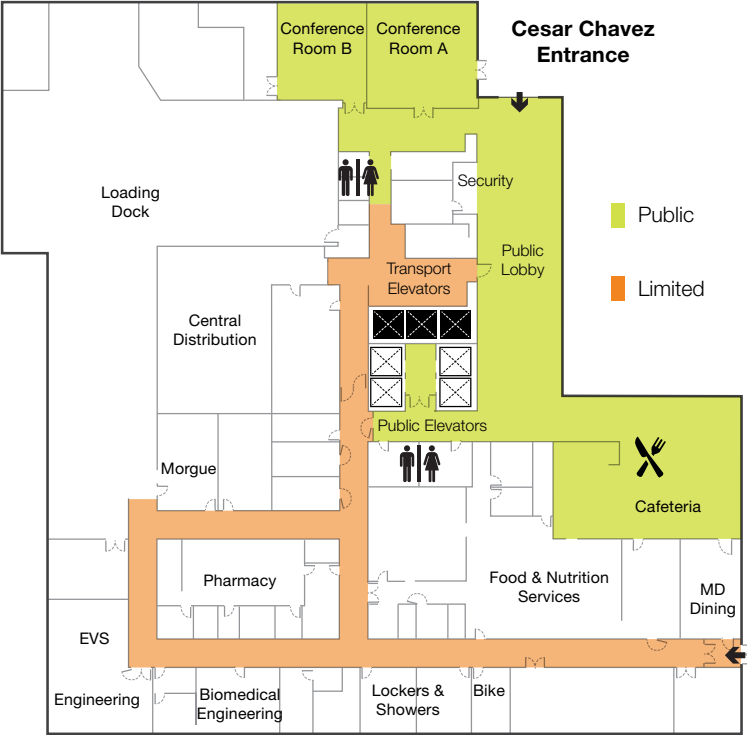 Conference
Room B
Conference
Room A
Cesar Chavez
Entrance
Loading
Dock
Security
Public
Public
Lobby
Transport
Elevators
Limited
Central
Distribution
Public Elevators
Morgue
Cafeteria
Pharmacy
Food & Nutrition
Services
MD
Dining
EVS
Engineering
Biomedical
Engineering
Lockers &
Showers
Bike